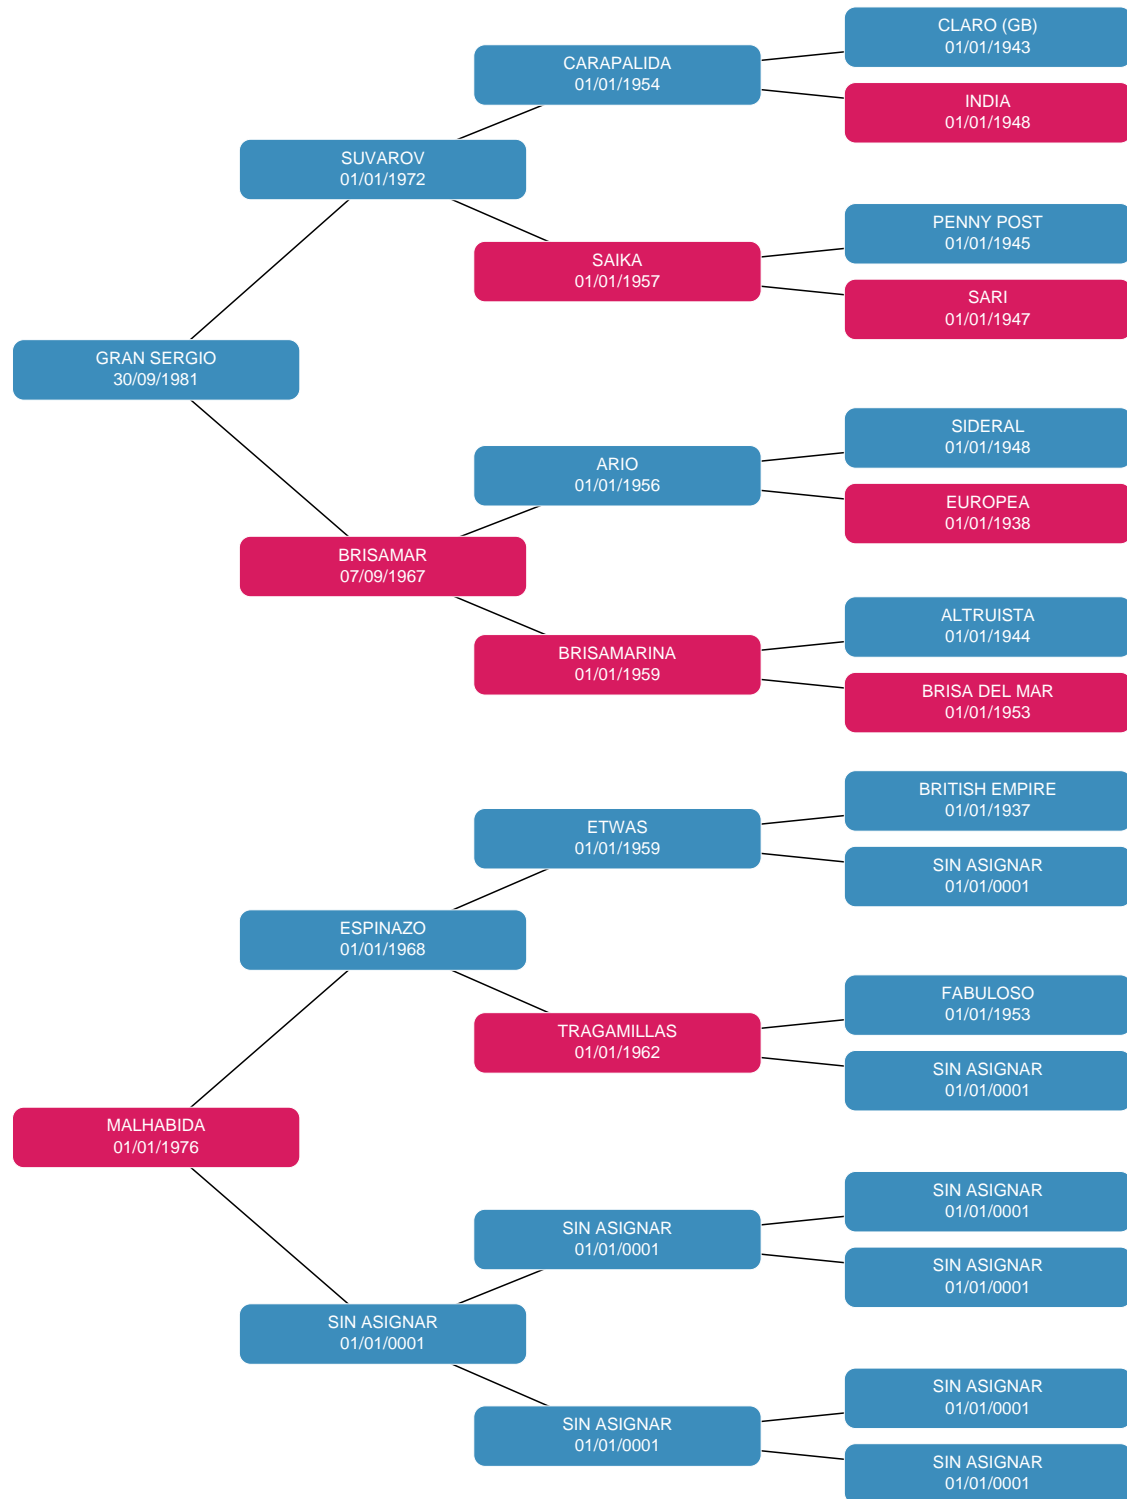 CLARO (GB)
01/01/1943
CARAPALIDA
01/01/1954
INDIA
01/01/1948
SUVAROV
01/01/1972
PENNY POST
01/01/1945
SAIKA
01/01/1957
SARI
01/01/1947
GRAN SERGIO
30/09/1981
SIDERAL
01/01/1948
ARIO
01/01/1956
EUROPEA
01/01/1938
BRISAMAR
07/09/1967
ALTRUISTA
01/01/1944
BRISAMARINA
01/01/1959
BRISA DEL MAR
01/01/1953
BRITISH EMPIRE
01/01/1937
ETWAS
01/01/1959
SIN ASIGNAR
01/01/0001
ESPINAZO
01/01/1968
FABULOSO
01/01/1953
TRAGAMILLAS
01/01/1962
SIN ASIGNAR
01/01/0001
MALHABIDA
01/01/1976
SIN ASIGNAR
01/01/0001
SIN ASIGNAR
01/01/0001
SIN ASIGNAR
01/01/0001
SIN ASIGNAR
01/01/0001
SIN ASIGNAR
01/01/0001
SIN ASIGNAR
01/01/0001
SIN ASIGNAR
01/01/0001